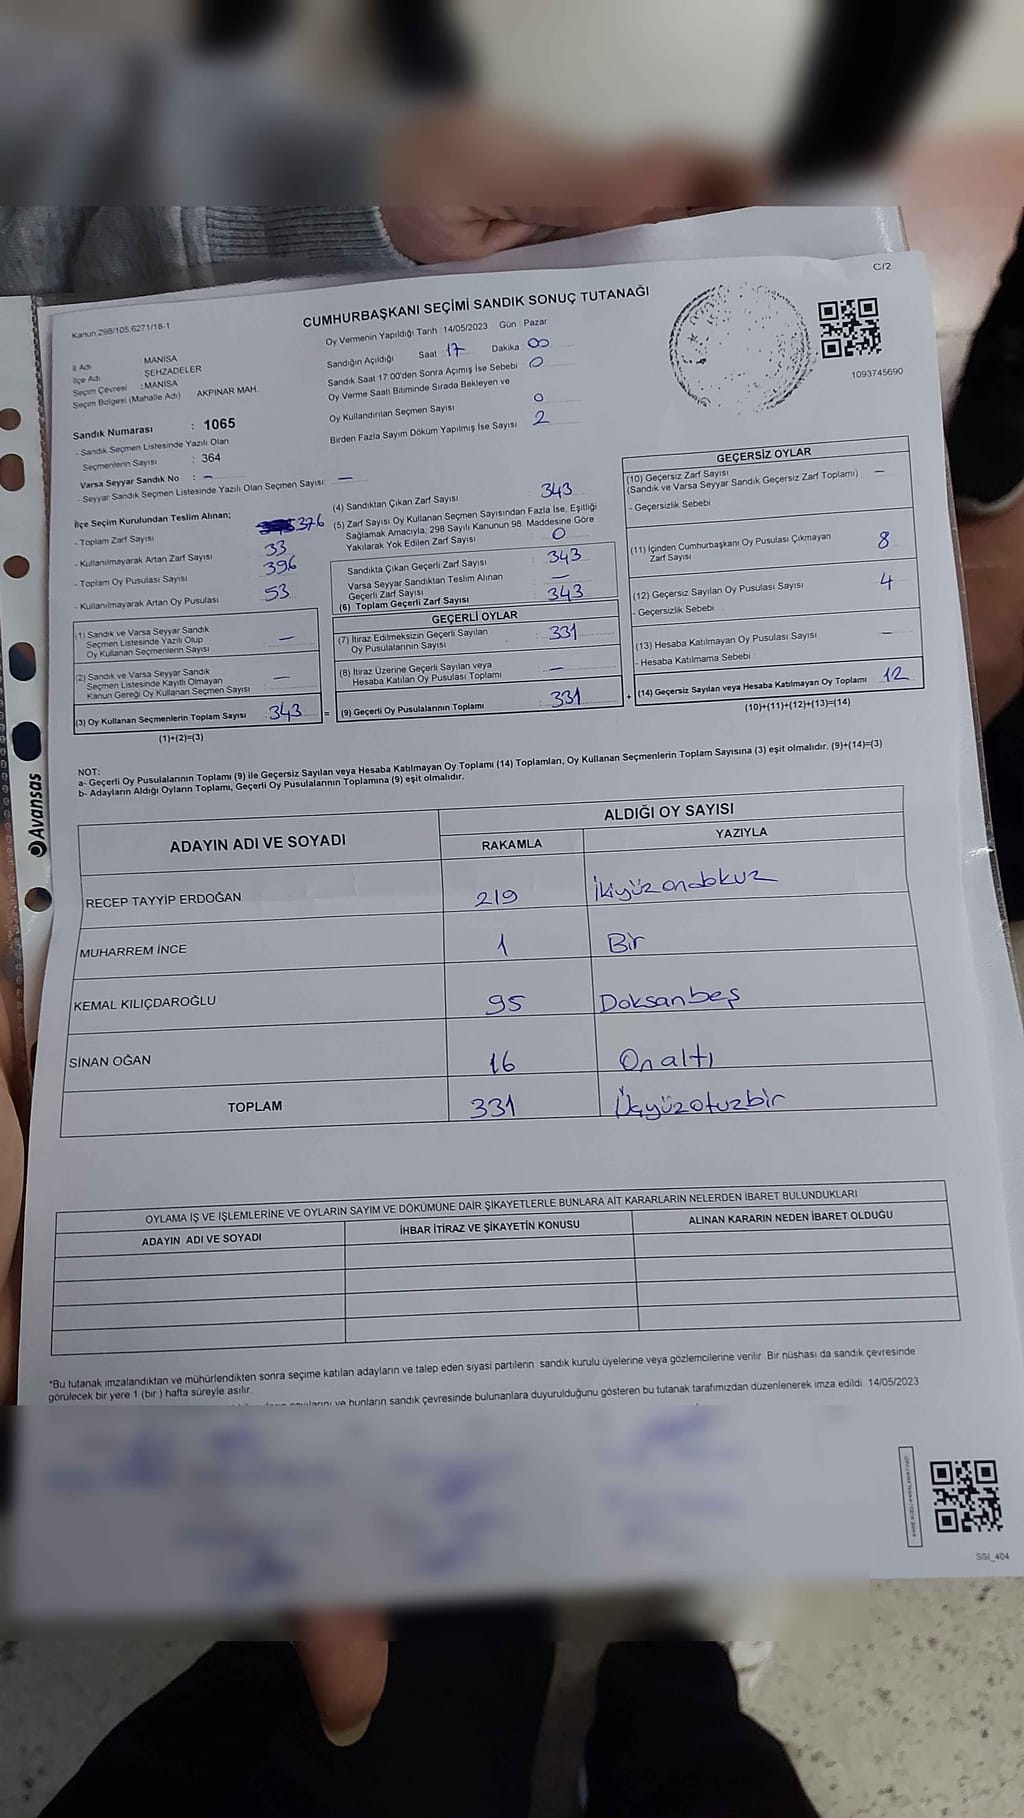 C/2
Kanun:298/105.6271/18-1
CUMHURBAŞKANI SEÇİMİ SANDIK SONUÇ TUTANAĞI
1093745690
İl Adı MANİSA
İlçe Adı ŞEHZADELER
Seçim Çevresi :MANİSA
Seçim Bölgesi (Mahalle Adı) AKPINAR MAH.
Sandık Numarası : 1065
- Sandık Seçmen Listesinde Yazılı Olan
Seçmenlerin Sayısı : 364
Varsa Seyyar Sandık No : —
- Seyyar Sandık Seçmen Listesinde Yazılı Olan Seçmen Sayısı: —
Oy Vermenin Yapıldığı Tarih :14/05/2023 Gün : Pazar
Sandığın Açıldığı Saat 17 Dakika 00
Sandık Saat 17:00'den Sonra Açımış İse Sebebi 0
Oy Verme Saati Bitiminde Sırada Bekleyen ve
Oy Kullandırılan Seçmen Sayısı 0
Birden Fazla Sayım Döküm Yapılmış İse Sayısı 2
İlçe Seçim Kurulundan Teslim Alınan;
- Toplam Zarf Sayısı 376
- Kullanılmayarak Artan Zarf Sayısı 33
- Toplam Oy Pusulası Sayısı 396
- Kullanılmayarak Artan Oy Pusulası 53
(1) Sandık ve Varsa Seyyar Sandık
Seçmen Listesinde Yazılı Olup
Oy Kullanan Seçmenlerin Sayısı —
(2) Sandık ve Varsa Seyyar Sandık
Seçmen Listesinde Kayıtlı Olmayan
Kanun Gereği Oy Kullanan Seçmen Sayısı —
(3) Oy Kullanan Seçmenlerin Toplam Sayısı :343 =
(1)+(2)=(3)
(4) Sandıktan Çıkan Zarf Sayısı 343
(5) Zarf Sayısı Oy Kullanan Seçmen Sayısından Fazla İse, Eşitliği
Sağlamak Amacıyla, 298 Sayılı Kanunun 98. Maddesine Göre
Yakılarak Yok Edilen Zarf Sayısı 0
Sandıkta Çıkan Geçerli Zarf Sayısı 343
Varsa Seyyar Sandıktan Teslim Alınan
Geçerli Zarf Sayısı —
(6) Toplam Geçerli Zarf Sayısı 343
GEÇERLİ OYLAR
(7) İtiraz Edilmeksizin Geçerli Sayılan
Oy Pusulalarının Sayısı 331
(8) İtiraz Üzerine Geçerli Sayılan veya
Hesaba Katılan Oy Pusulası Toplamı —
(9) Geçerli Oy Pusulalarının Toplamı : 331 +
GEÇERSİZ OYLAR
(10) Geçersiz Zarf Sayısı —
(Sandık ve Varsa Seyyar Sandık Geçersiz Zarf Toplamı)
- Geçersizlik Sebebi
(11) İçinden Cumhurbaşkanı Oy Pusulası Çıkmayan
Zarf Sayısı 8
(12) Geçersiz Sayılan Oy Pusulası Sayısı 4
- Geçersizlik Sebebi
(13) Hesaba Katılmayan Oy Pusulası Sayısı —
- Hesaba Katılmama Sebebi
(14) Geçersiz Sayılan veya Hesaba Katılmayan Oy Toplamı 12
(10)+(11)+(12)+(13)=(14)
NOT:
a- Geçerli Oy Pusulalarının Toplamı (9) ile Geçersiz Sayılan veya Hesaba Katılmayan Oy Toplamı (14) Toplamları, Oy Kullanan Seçmenlerin Toplam Sayısına (3) eşit olmalıdır. (9)+(14)=(3)
b- Adayların Aldığı Oyların Toplamı, Geçerli Oy Pusulalarının Toplamına (9) eşit olmalıdır.
Avansas
ADAYIN ADI VE SOYADI
ALDIĞI OY SAYISI
RAKAMLA YAZIYLA
RECEP TAYYİP ERDOĞAN 219 İkiyüzondokuz
MUHARREM İNCE 1 Bir
KEMAL KILIÇDAROĞLU 95 Doksanbeş
SİNAN OĞAN 16 Onaltı
TOPLAM 331 Üçyüzotuzbir
OYLAMA İŞ VE İŞLEMLERİNE VE OYLARIN SAYIM VE DÖKÜMÜNE DAİR ŞİKAYETLERLE BUNLARA AİT KARARLARIN NELERDEN İBARET BULUNDUKLARI
ADAYIN ADI VE SOYADI İHBAR İTİRAZ VE ŞİKAYETİN KONUSU ALINAN KARARIN NEDEN İBARET OLDUĞU
*Bu tutanak imzalandıktan ve mühürlendikten sonra seçime katılan adayların ve talep eden siyasi partilerin sandık kurulu üyelerine veya gözlemcilerine verilir. Bir nüshası da sandık çevresinde
görülecek bir yere 1 (bir ) hafta süreyle asılır.
ve bunların sandık çevresinde bulunanlara duyurulduğunu gösteren bu tutanak tarafımızdan düzenlenerek imza edildi. 14/05/2023
SSI_404